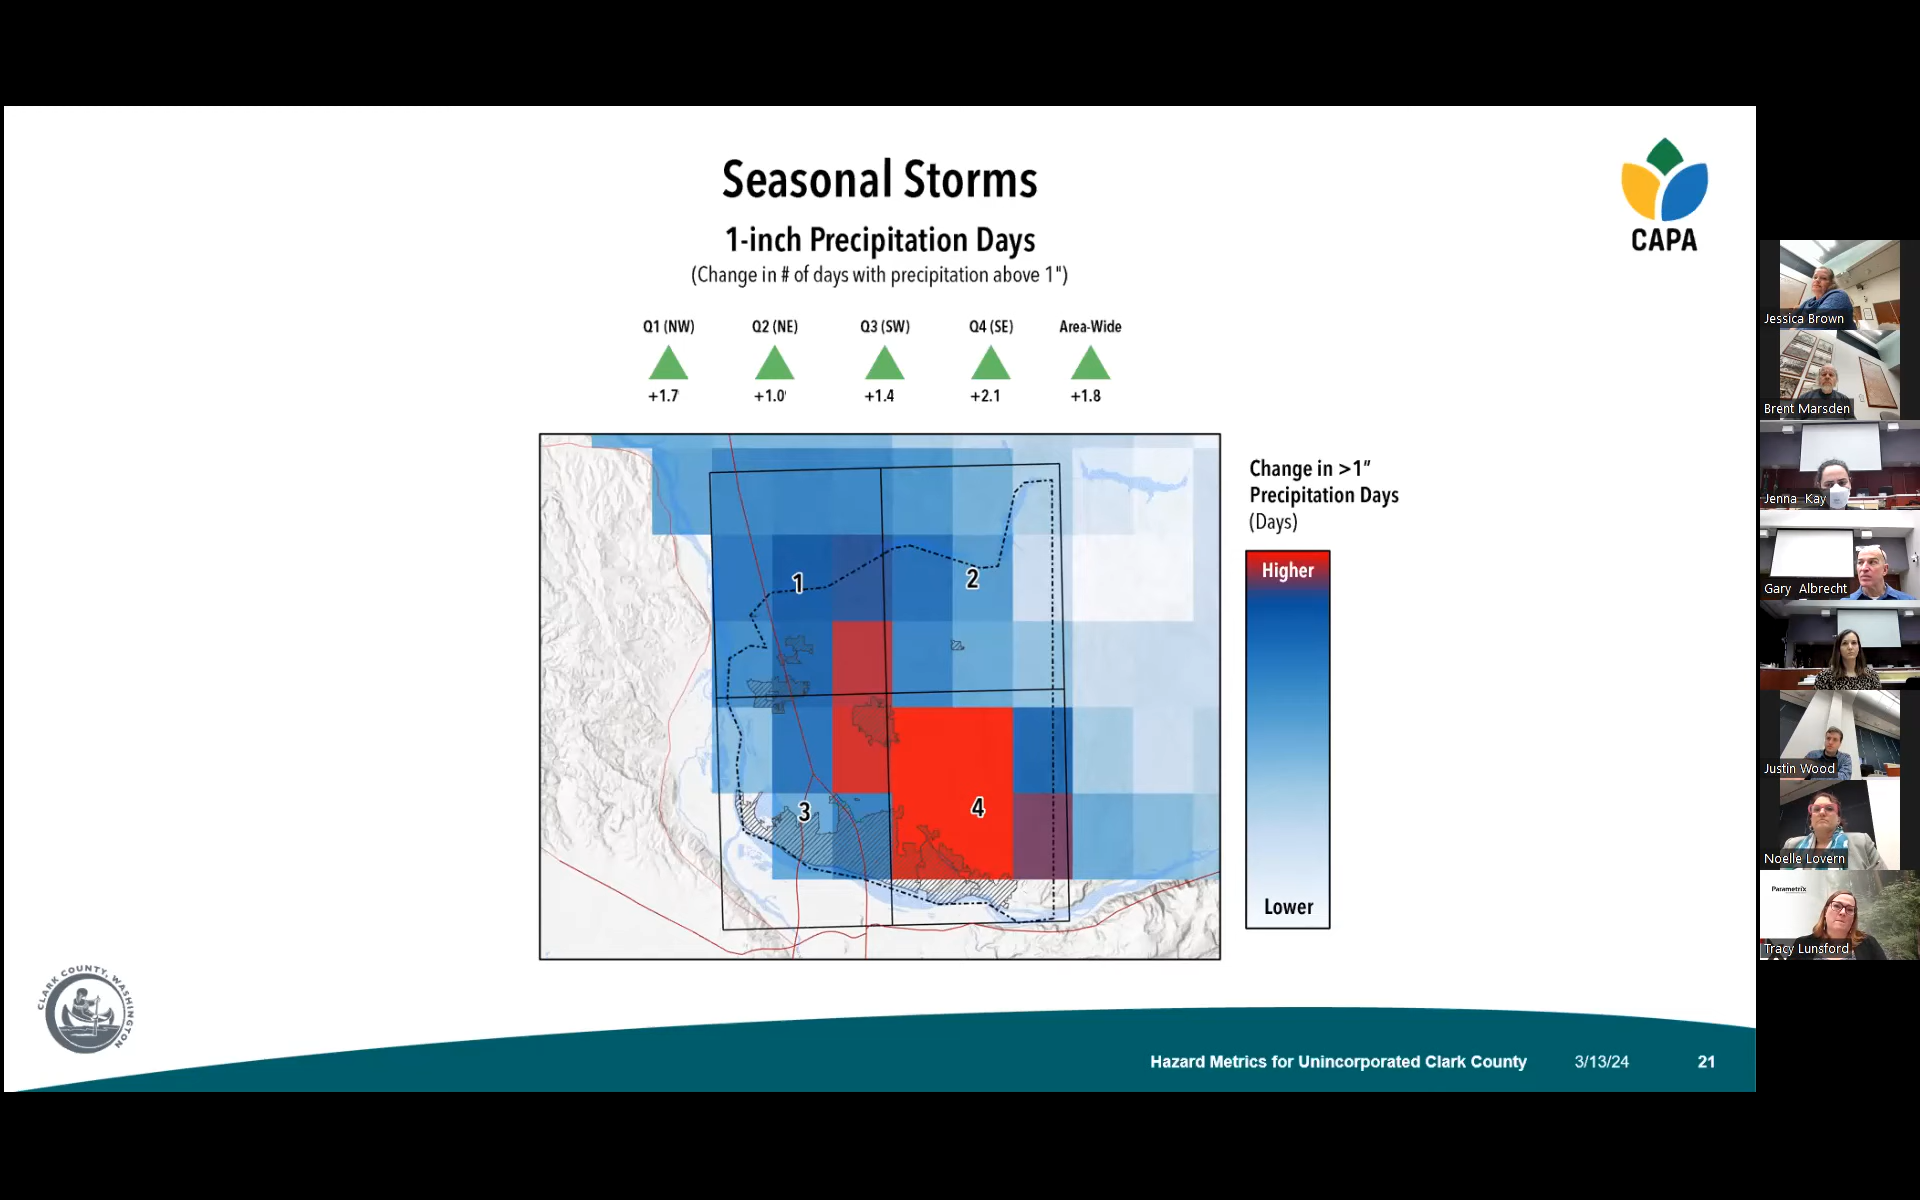 Seasonal Storms
1-inch Precipitation Days
(Change in # of days with precipitation above 1")
Q1 (NW) Q2 (NE) Q3 (SW) Q4 (SE) Area-Wide
+1.7 +1.0 +1.4 +2.1 +1.8
CAPA
1
2
3
4
Change in >1"
Precipitation Days
(Days)
Higher
Lower
CLARK COUNTY, WASHINGTON
Hazard Metrics for Unincorporated Clark County 3/13/24 21
Jessica Brown
Brent Marsden
Jenna Kay
Gary Albrecht
Justin Wood
Noelle Lovern
Parametrix
Tracy Lunsford